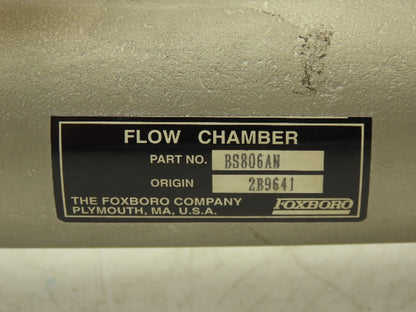 FLOW CHAMBER
PART NO. BS806AN
ORIGIN 2B9641
THE FOXBORO COMPANY
PLYMOUTH, MA, U.S.A. FOXBORO